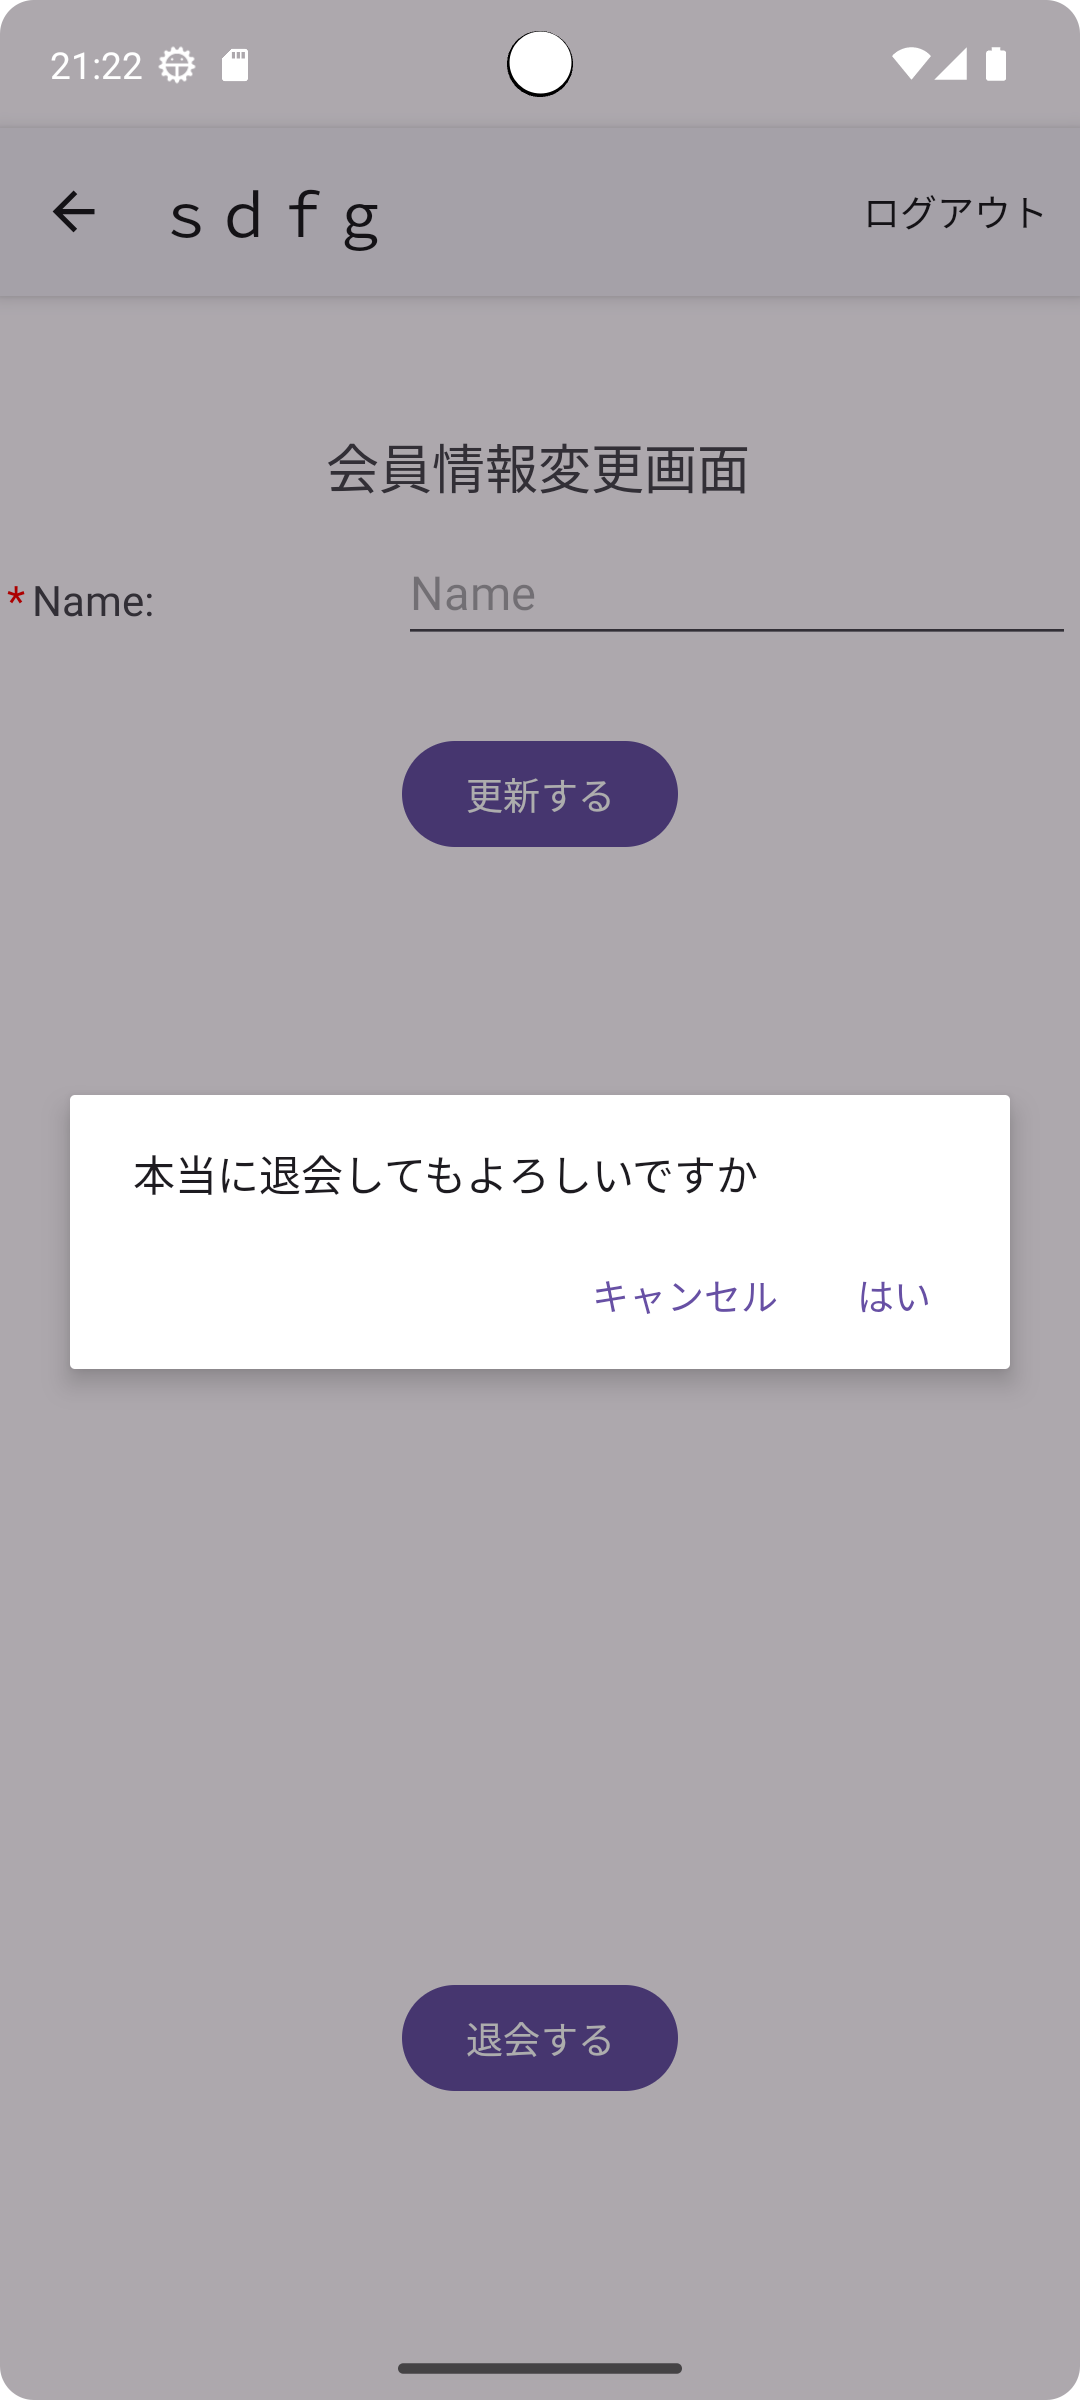 21:22
ｓｄｆｇ
ログアウト
会員情報変更画面
* Name:
Name
更新する
本当に退会してもよろしいですか
キャンセル
はい
退会する